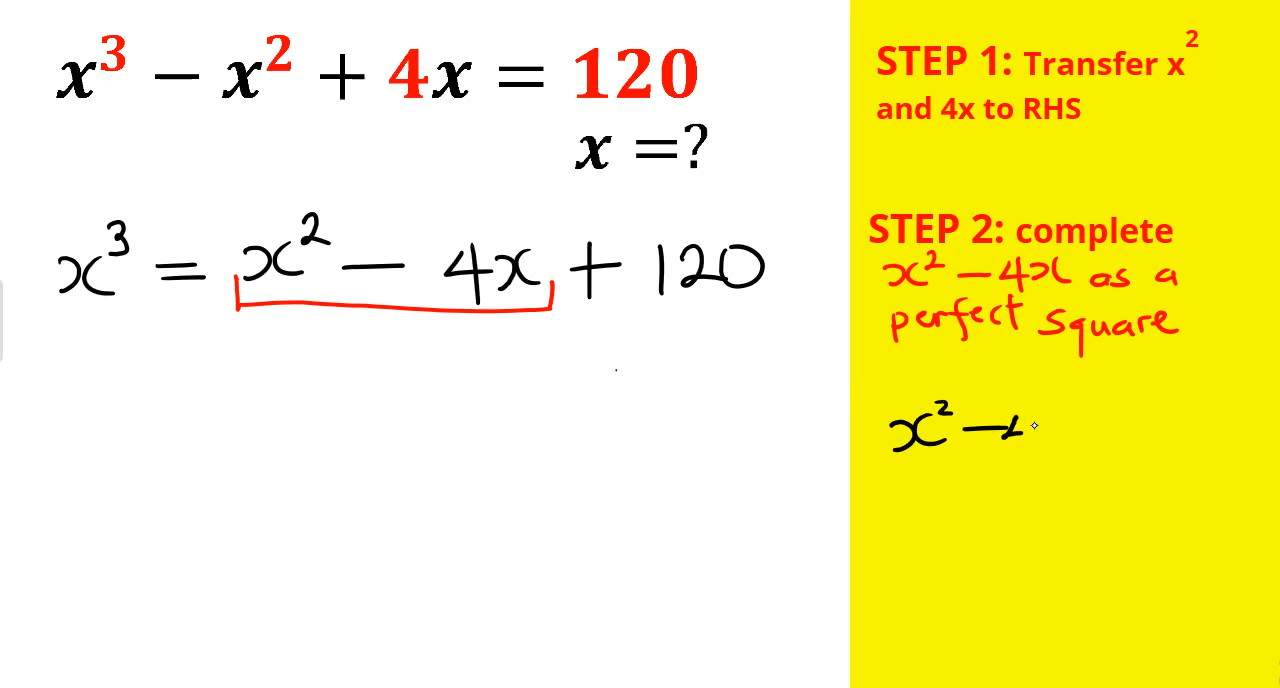 x³ − x² + 4x = 120
x =?
x³ = x² − 4x + 120
STEP 1: Transfer x²
and 4x to RHS
STEP 2: complete
x² − 4x as a
perfect square
x² −